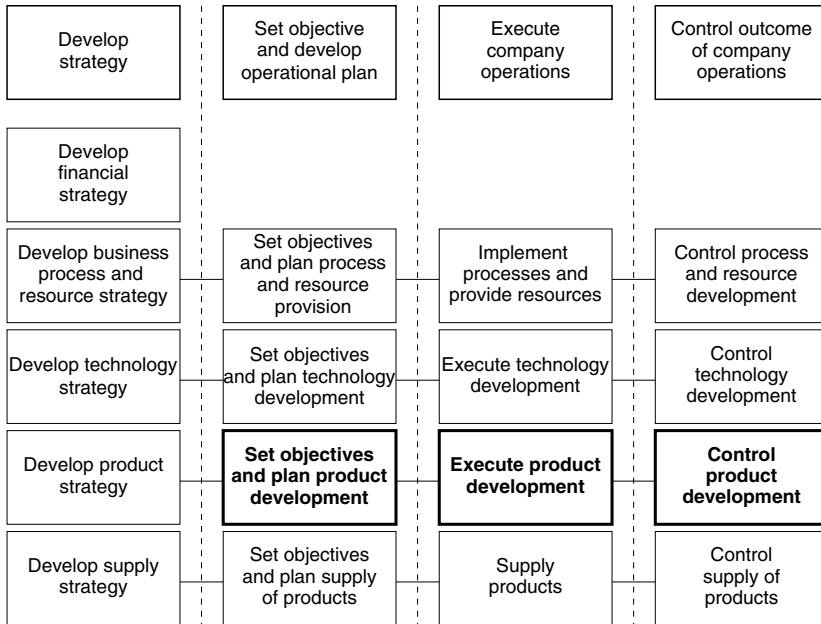 Develop
strategy
Set objective
and develop
operational plan
Execute
company
operations
Control outcome
of company
operations
Develop
financial
strategy
Develop business
process and
resource strategy
Set objectives
and plan process
and resource
provision
Implement
processes and
provide resources
Control process
and resource
development
Develop technology
strategy
Set objectives
and plan technology
development
Execute technology
development
Control
technology
development
Develop product
strategy
Set objectives
and plan product
development
Execute product
development
Control
product
development
Develop supply
strategy
Set objectives
and plan supply
of products
Supply
products
Control
supply of
products